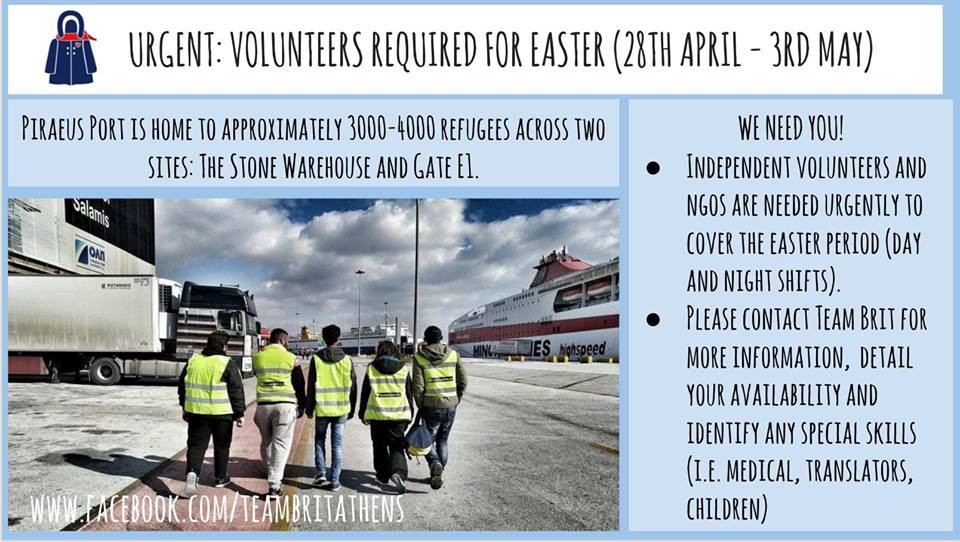 URGENT: VOLUNTEERS REQUIRED FOR EASTER (28TH APRIL - 3RD MAY)
PIRAEUS PORT IS HOME TO APPROXIMATELY 3000-4000 REFUGEES ACROSS TWO
SITES: THE STONE WAREHOUSE AND GATE E1.
WE NEED YOU!
● INDEPENDENT VOLUNTEERS AND
NGOS ARE NEEDED URGENTLY TO
COVER THE EASTER PERIOD (DAY
AND NIGHT SHIFTS).
● PLEASE CONTACT TEAM BRIT FOR
MORE INFORMATION, DETAIL
YOUR AVAILABILITY AND
IDENTIFY ANY SPECIAL SKILLS
(I.E. MEDICAL, TRANSLATORS,
CHILDREN)
Salamis
ΟΛΠ
highspeed
WWW.FACEBOOK.COM/TEAMBRITATHENS